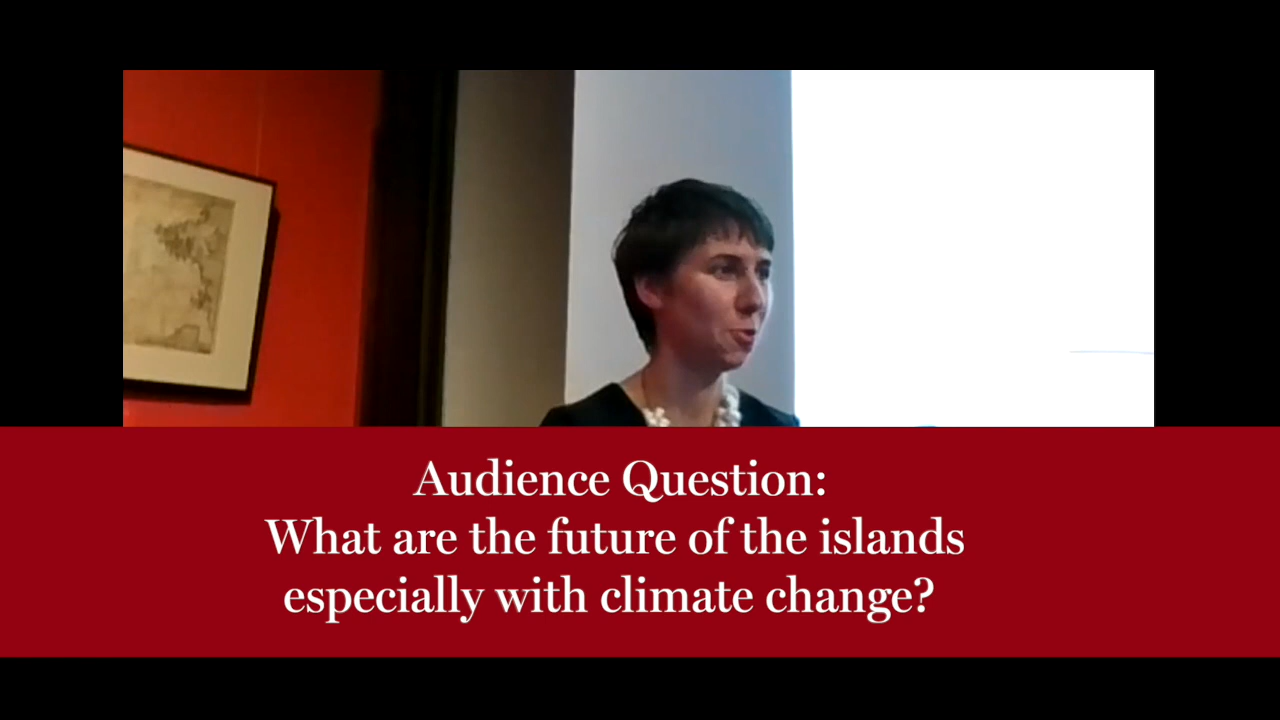 Audience Question:
What are the future of the islands
especially with climate change?